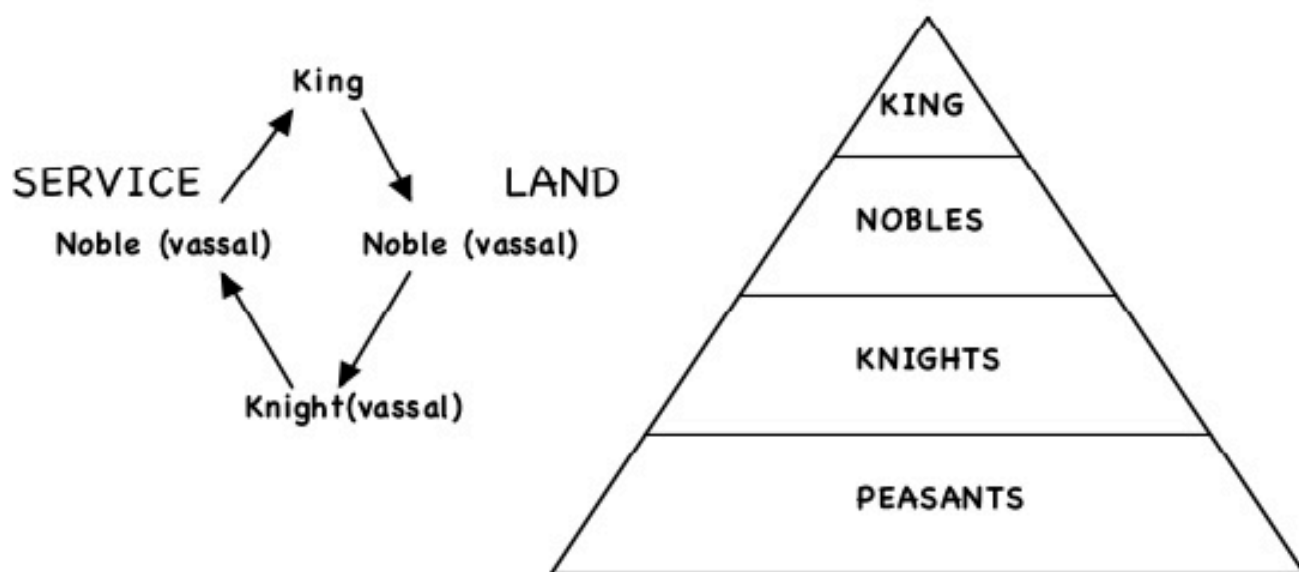 King
SERVICE
LAND
Noble (vassal)
Noble (vassal)
Knight(vassal)
KING
NOBLES
KNIGHTS
PEASANTS